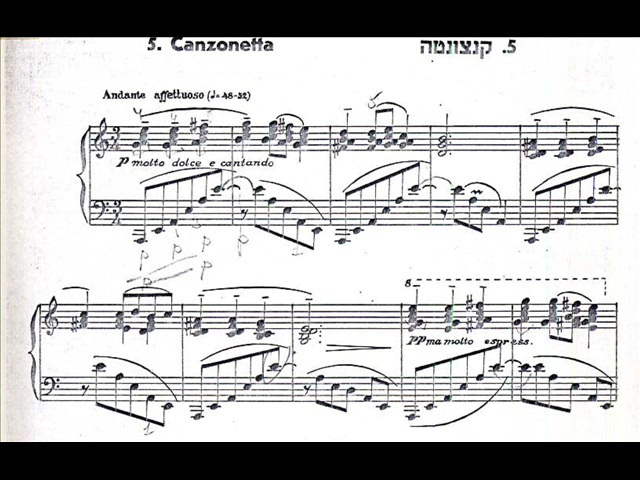 5. Canzonetta
5. קנצונטה
Andante affettuoso (♩=48-52)
P molto dolce e cantando
8
PP ma molto espress.